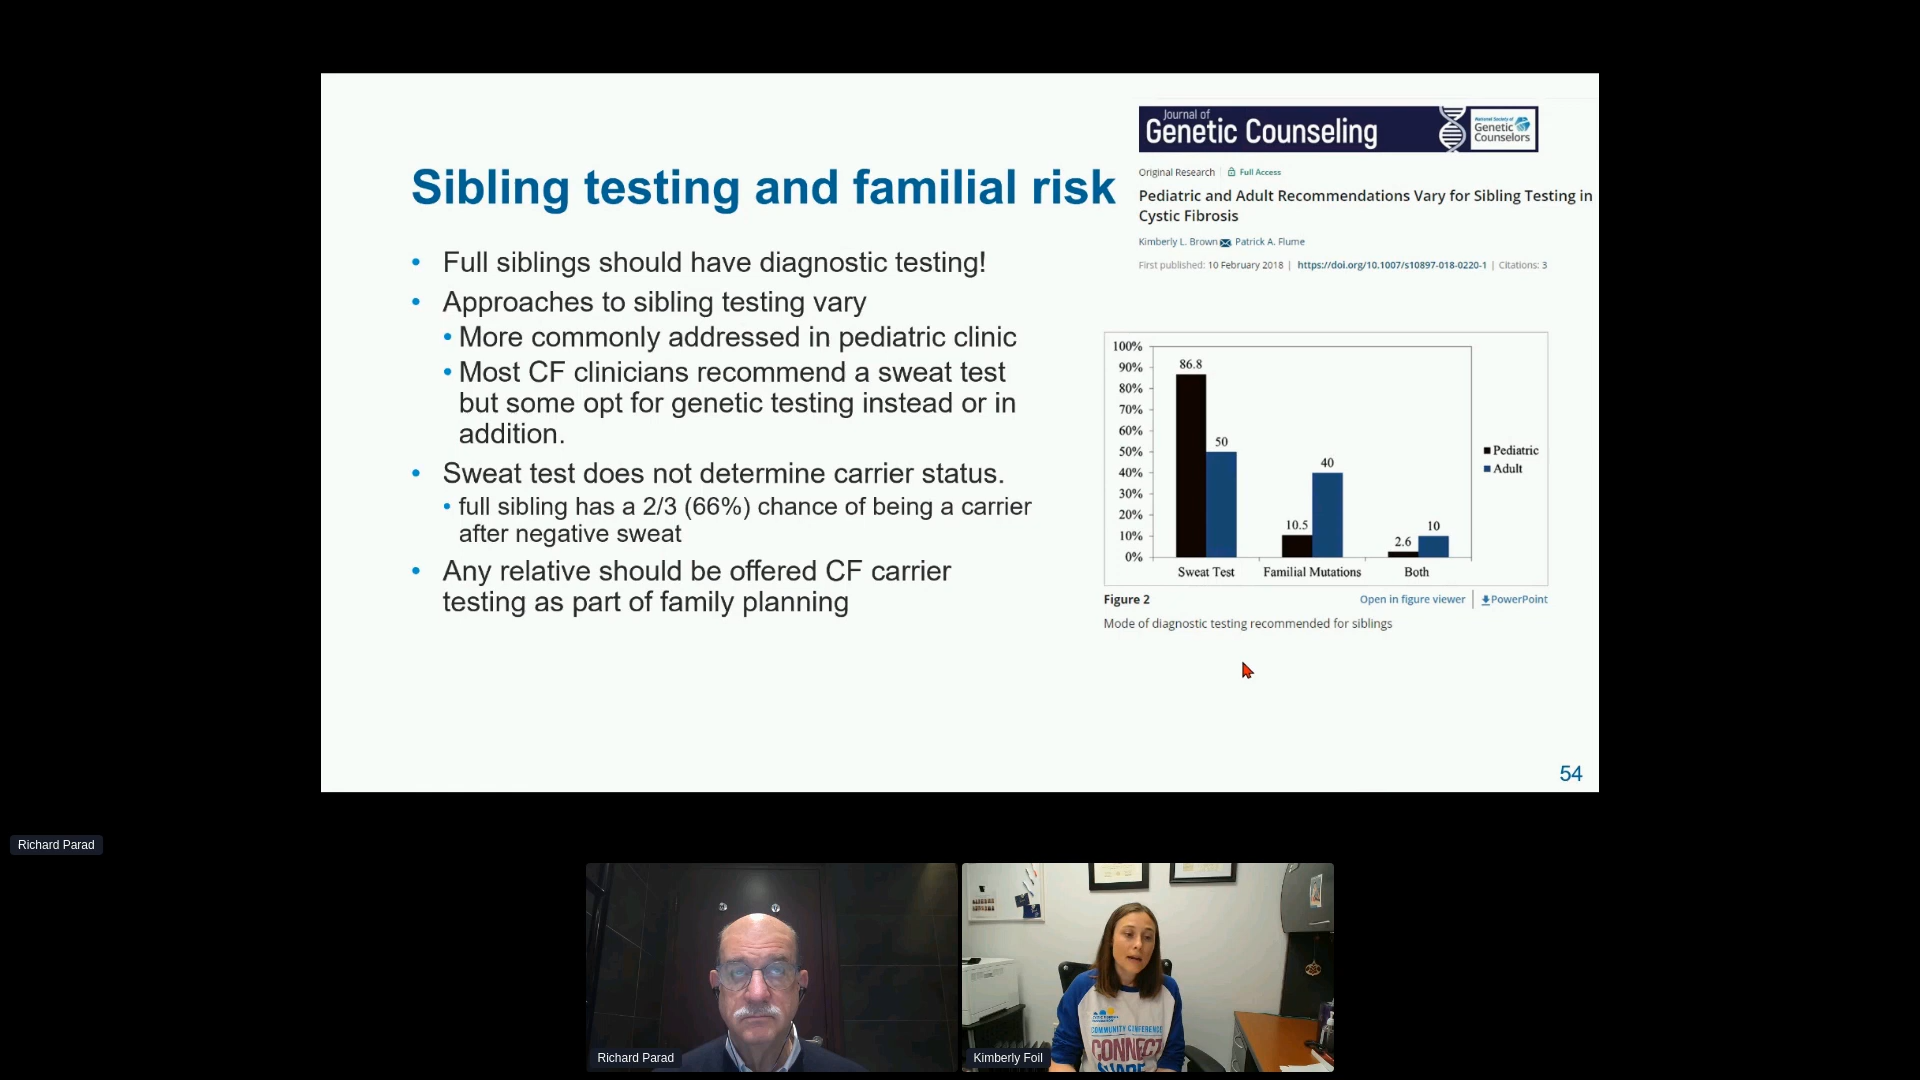 Journal of
Genetic Counseling
National Society of
Genetic
Counselors
Sibling testing and familial risk
Original Research | Full Access
Pediatric and Adult Recommendations Vary for Sibling Testing in
Cystic Fibrosis
Kimberly L. Brown Patrick A. Flume
First published: 10 February 2018 | https://doi.org/10.1007/s10897-018-0220-1 | Citations: 3
• Full siblings should have diagnostic testing!
• Approaches to sibling testing vary
• More commonly addressed in pediatric clinic
• Most CF clinicians recommend a sweat test
but some opt for genetic testing instead or in
addition.
• Sweat test does not determine carrier status.
• full sibling has a 2/3 (66%) chance of being a carrier
after negative sweat
• Any relative should be offered CF carrier
testing as part of family planning
100%
90%
80%
70%
60%
50%
40%
30%
20%
10%
0%
86.8
50
10.5
40
2.6
10
Sweat Test Familial Mutations Both
Pediatric
Adult
Figure 2
Open in figure viewer | PowerPoint
Mode of diagnostic testing recommended for siblings
54
Richard Parad
Richard Parad
Kimberly Foil
COMMUNITY CONFERENCE
CONNECT